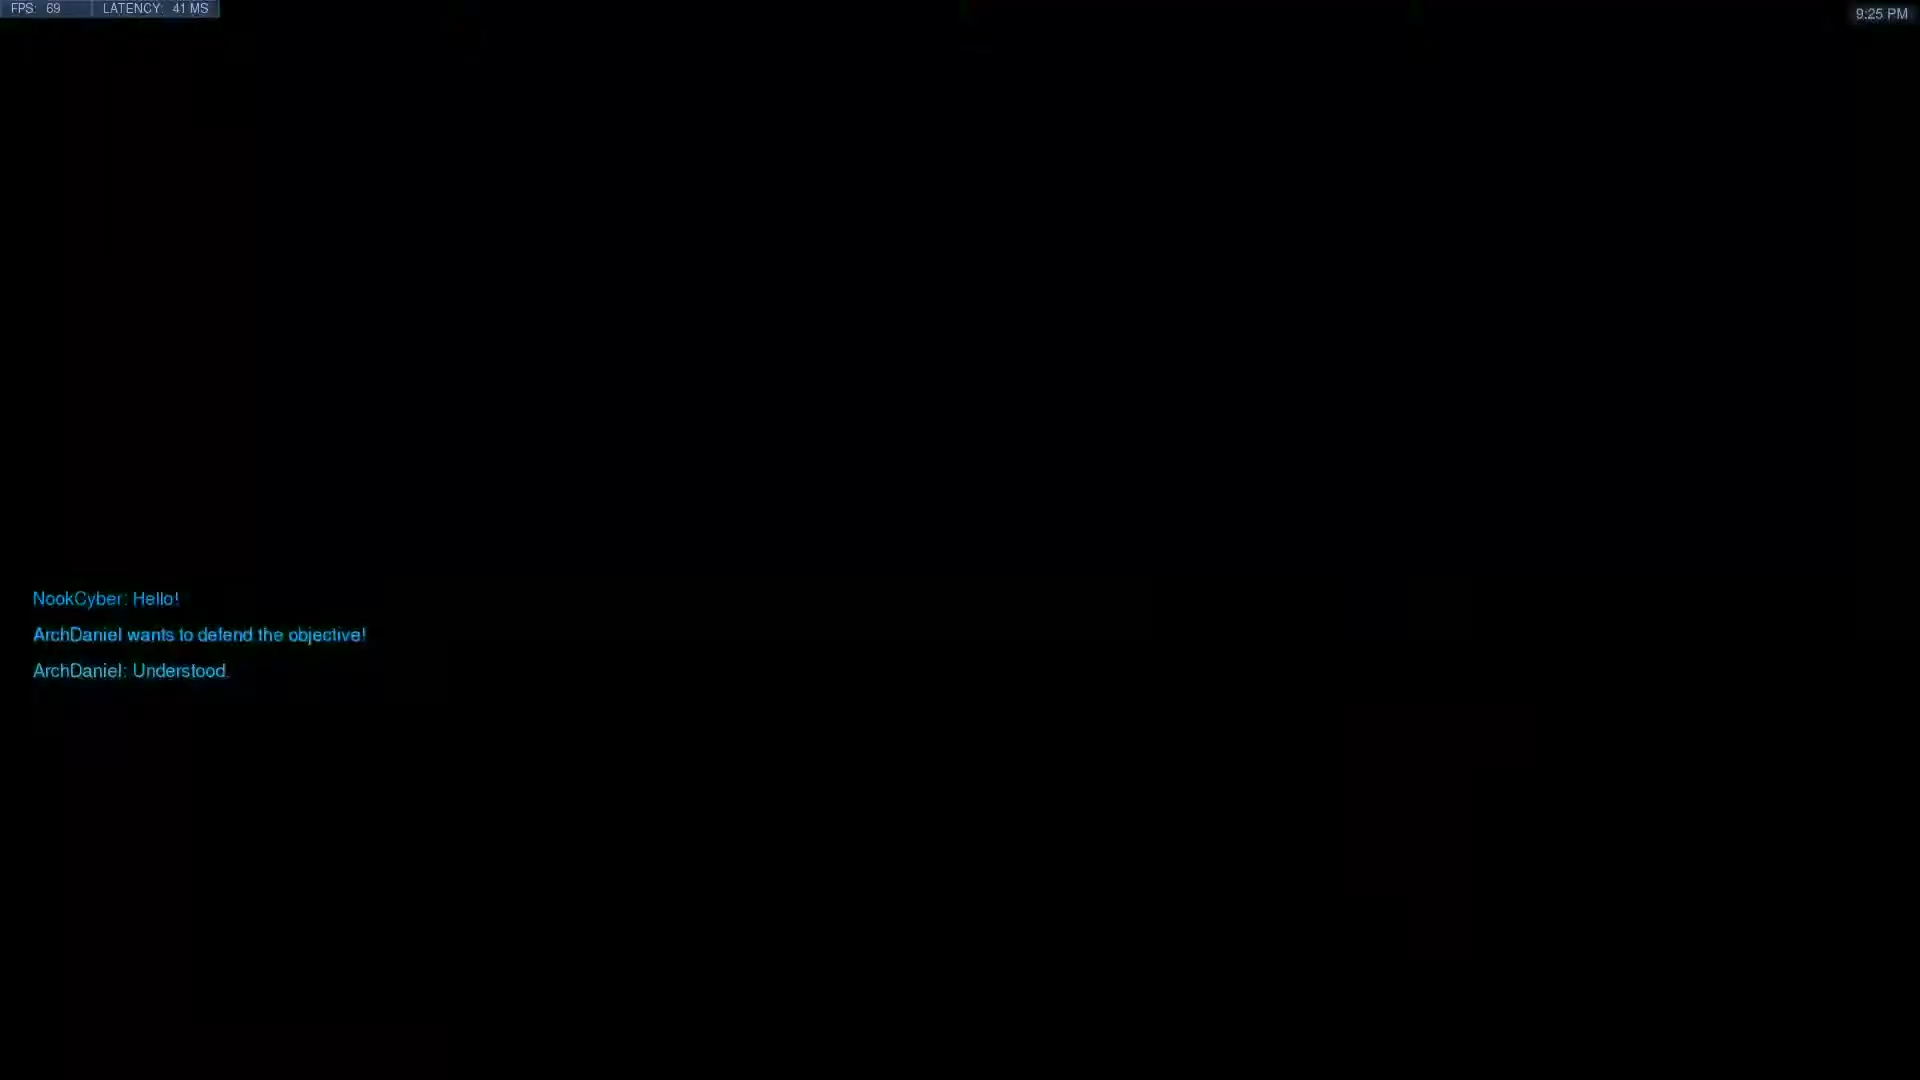 FPS: 69 LATENCY: 41 MS
9:25 PM
NookCyber: Hello!
ArchDaniel wants to defend the objective!
ArchDaniel: Understood.